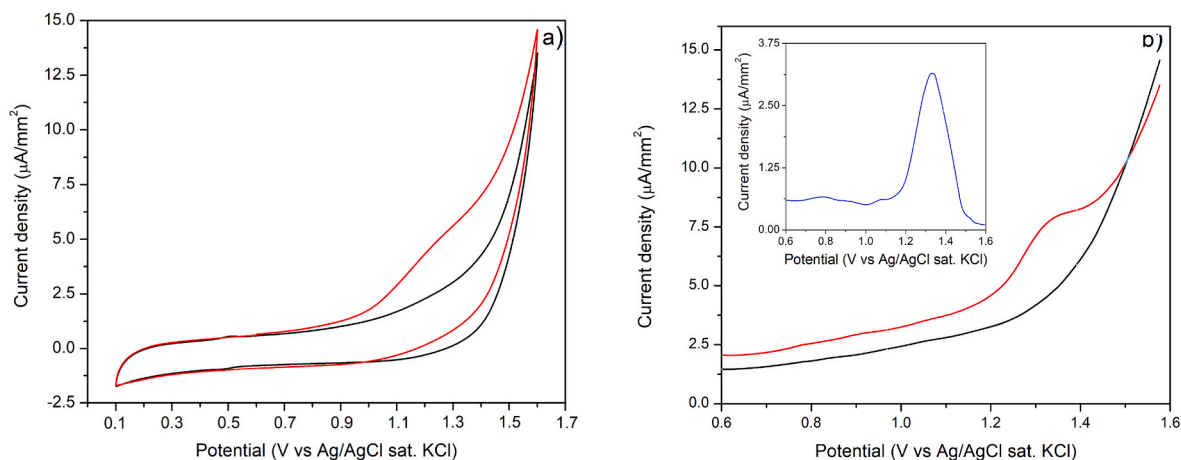 a)
15.0
12.5
10.0
7.5
5.0
2.5
0.0
-2.5
Current density (μA/mm²)
0.1 0.3 0.5 0.7 0.9 1.1 1.3 1.5 1.7
Potential (V vs Ag/AgCl sat. KCl)
b)
15.0
12.5
10.0
7.5
5.0
2.5
0.0
Current density (μA/mm²)
0.6 0.8 1.0 1.2 1.4 1.6
Potential (V vs Ag/AgCl sat. KCl)
3.75
2.50
1.25
0.00
Current density (μA/mm²)
0.6 0.8 1.0 1.2 1.4 1.6
Potential (V vs Ag/AgCl sat. KCl)